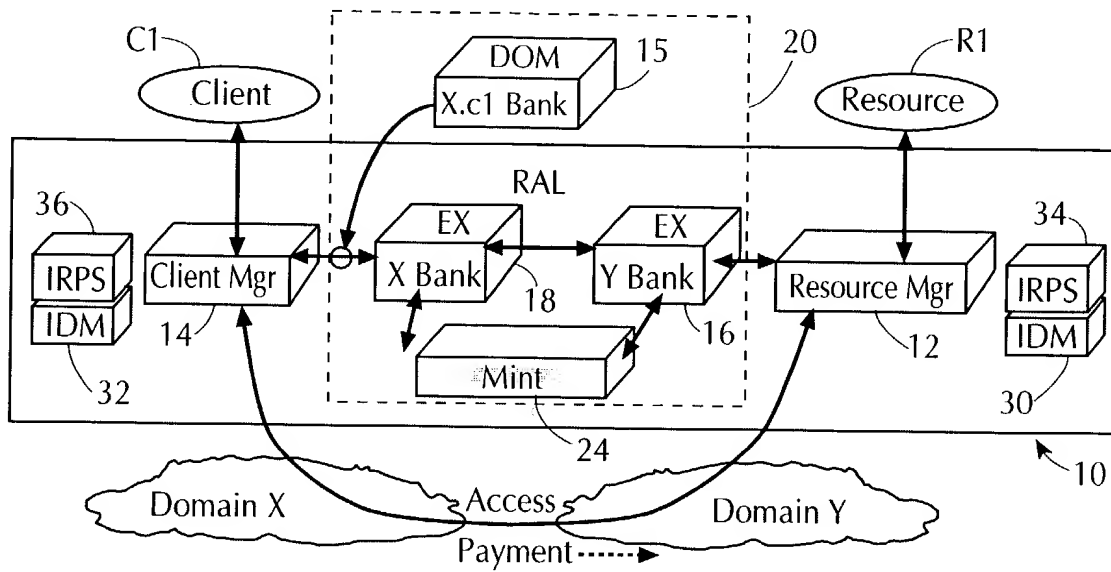 C1
Client
DOM
X.c1 Bank
15
20
R1
Resource
RAL
36
IRPS
IDM
32
Client Mgr
14
EX
X Bank
18
EX
Y Bank
16
Resource Mgr
12
34
IRPS
IDM
30
Mint
24
10
Domain X
Access
Domain Y
Payment